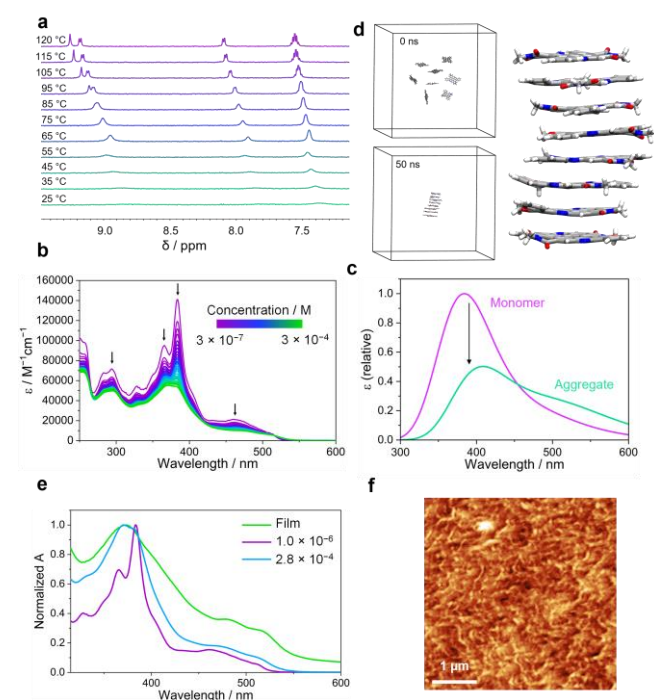 a
120 °C
115 °C
105 °C
95 °C
85 °C
75 °C
65 °C
55 °C
45 °C
35 °C
25 °C
9.0
8.5
8.0
7.5
δ / ppm
d
0 ns
50 ns
b
160000
140000
120000
100000
80000
60000
40000
20000
0
ε / M⁻¹cm⁻¹
Concentration / M
3 × 10⁻⁷
3 × 10⁻⁴
300
400
500
600
Wavelength / nm
c
1.0
0.8
0.6
0.4
0.2
0.0
ε (relative)
Monomer
Aggregate
300
400
500
600
Wavelength / nm
e
1.0
0.8
0.6
0.4
0.2
0.0
Normalized A
Film
1.0 × 10⁻⁶
2.8 × 10⁻⁴
400
500
600
Wavelength / nm
f
1 µm